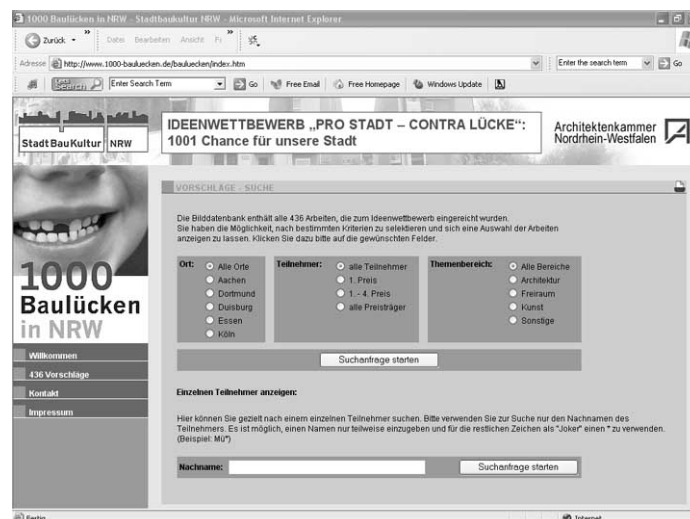 1000 Baulücken in NRW - Stadtbaukultur NRW - Microsoft Internet Explorer
Zurück
Datei Bearbeiten Ansicht
Adresse http://www.1000-bauluecken.de/bauluecken/index.htm
Enter the search term
Go
Search
Enter Search Term
Go
Free Email
Free Homepage
Windows Update
StadtBauKultur NRW
IDEENWETTBEWERB „PRO STADT – CONTRA LÜCKE“:
1001 Chance für unsere Stadt
Architektenkammer
Nordrhein-Westfalen
1000
Baulücken
in NRW
Willkommen
436 Vorschläge
Kontakt
Impressum
VORSCHLÄGE - SUCHE
Die Bilddatenbank enthält alle 436 Arbeiten, die zum Ideenwettbewerb eingereicht wurden.
Sie haben die Möglichkeit, nach bestimmten Kriterien zu selektieren und sich eine Auswahl der Arbeiten
anzeigen zu lassen. Klicken Sie dazu bitte auf die gewünschten Felder.
Ort:
Alle Orte
Aachen
Dortmund
Duisburg
Essen
Köln
Teilnehmer:
alle Teilnehmer
1. Preis
1. - 4. Preis
alle Preisträger
Themenbereich:
Alle Bereiche
Architektur
Freiraum
Kunst
Sonstige
Suchanfrage starten
Einzelnen Teilnehmer anzeigen:
Hier können Sie gezielt nach einem einzelnen Teilnehmer suchen. Bitte verwenden Sie zur Suche nur den Nachnamen des
Teilnehmers. Es ist möglich, einen Namen nur teilweise einzugeben und für die restlichen Zeichen als "Joker" einen * zu verwenden.
(Beispiel: Mü*)
Nachname:
Suchanfrage starten
Fertig
Internet